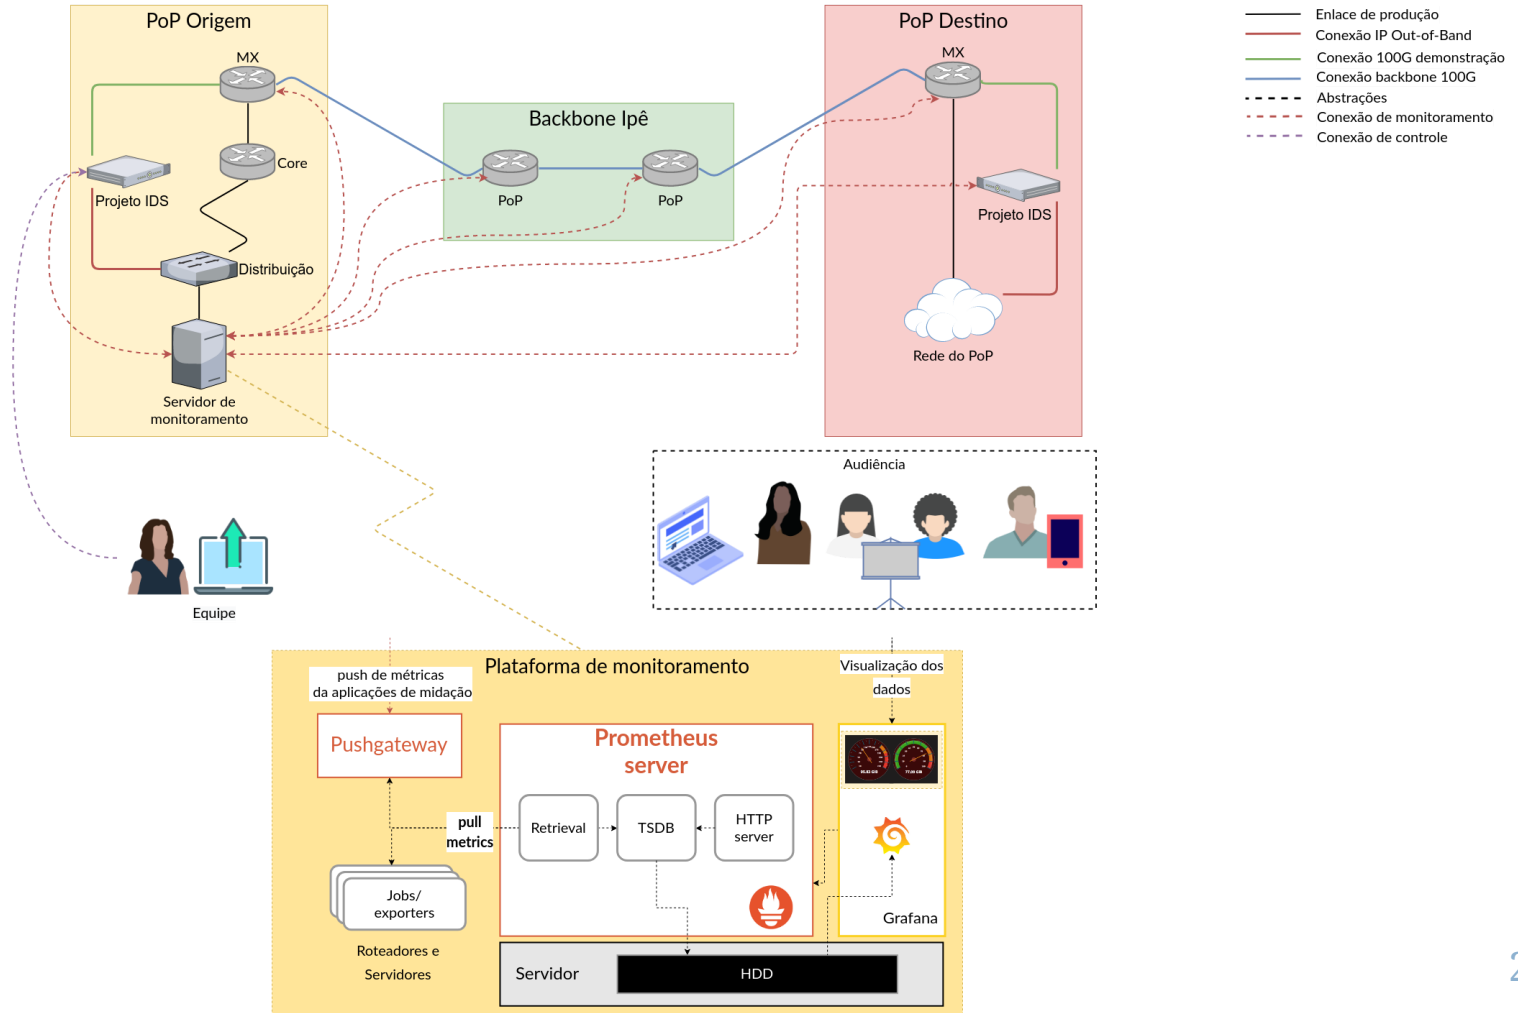 PoP Origem
MX
Core
Projeto IDS
Distribuição
Servidor de
monitoramento
Backbone Ipê
PoP
PoP
PoP Destino
MX
Projeto IDS
Rede do PoP
Enlace de produção
Conexão IP Out-of-Band
Conexão 100G demonstração
Conexão backbone 100G
Abstrações
Conexão de monitoramento
Conexão de controle
Equipe
Audiência
Plataforma de monitoramento
push de métricas
da aplicações de midação
Pushgateway
pull
metrics
Jobs/
exporters
Roteadores e
Servidores
Prometheus
server
Retrieval
TSDB
HTTP
server
Servidor
HDD
Visualização dos
dados
Grafana
2